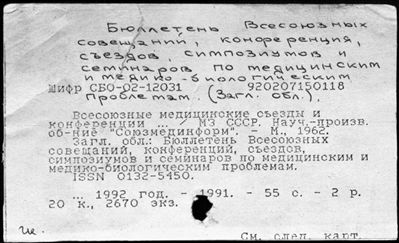 Бюллетень Всесоюзных
совещаний, конференция,
съездов, симпозиумов и
семинаров по медицинским
и медико-биологическим
Шифр СБО-02-12031 920207150118
проблемам. (Загл. обл.).
Всесоюзные медицинские съезды и
конференции ... / МЗ СССР. Науч.-произв.
об-ние "Союзмединформ". - М., 1962.
Загл. обл.: Бюллетень Всесоюзных
совещаний, конференций, съездов,
симпозиумов и семинаров по медицинским и
медико-биологическим проблемам.
ISSN 0132-5450.
.. 1992 год. - 1991. - 55 с. - 2 р.
20 к., 2670 экз.
См. след. карт.